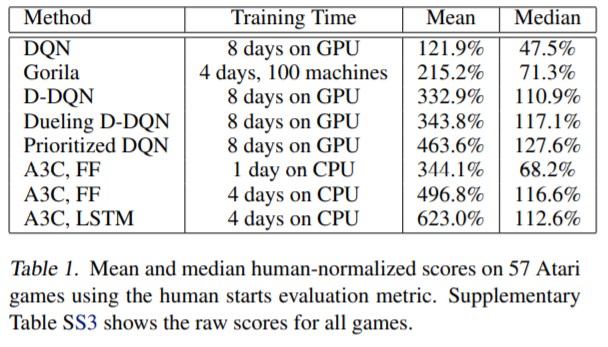 Method Training Time Mean Median
DQN 8 days on GPU 121.9% 47.5%
Gorila 4 days, 100 machines 215.2% 71.3%
D-DQN 8 days on GPU 332.9% 110.9%
Dueling D-DQN 8 days on GPU 343.8% 117.1%
Prioritized DQN 8 days on GPU 463.6% 127.6%
A3C, FF 1 day on CPU 344.1% 68.2%
A3C, FF 4 days on CPU 496.8% 116.6%
A3C, LSTM 4 days on CPU 623.0% 112.6%
Table 1. Mean and median human-normalized scores on 57 Atari
games using the human starts evaluation metric. Supplementary
Table SS3 shows the raw scores for all games.